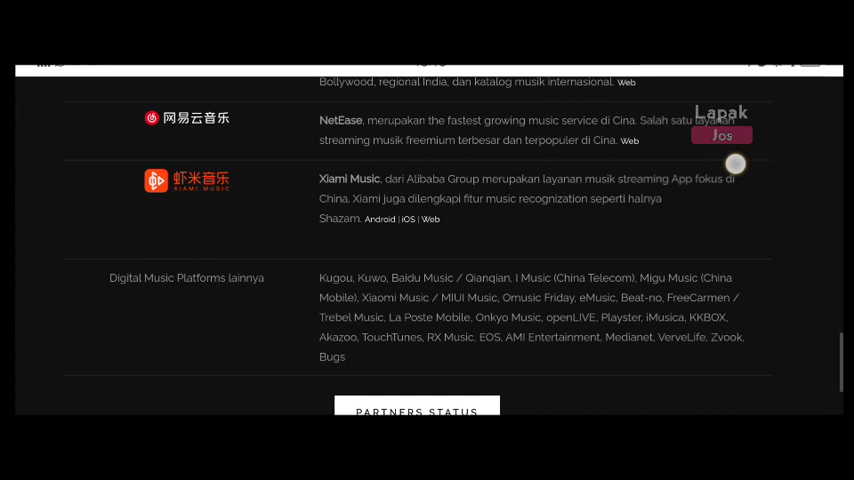 Bollywood, regional India, dan katalog musik internasional. Web
网易云音乐
NetEase, merupakan the fastest growing music service di Cina. Salah satu layanan
streaming musik freemium terbesar dan terpopuler di Cina. Web
Lapak
Jos
虾米音乐
XIAMI MUSIC
Xiami Music, dari Alibaba Group merupakan layanan musik streaming App fokus di
China. Xiami juga dilengkapi fitur music recognization seperti halnya
Shazam. Android | iOS | Web
Digital Music Platforms lainnya
Kugou, Kuwo, Baidu Music / Qianqian, I Music (China Telecom), Migu Music (China
Mobile), Xiaomi Music / MIUI Music, Omusic Friday, eMusic, Beat-no, FreeCarmen /
Trebel Music, La Poste Mobile, Onkyo Music, openLIVE, Playster, iMusica, KKBOX,
Akazoo, TouchTunes, RX Music, EOS, AMI Entertainment, Medianet, VerveLife, Zvook,
Bugs
PARTNERS STATUS